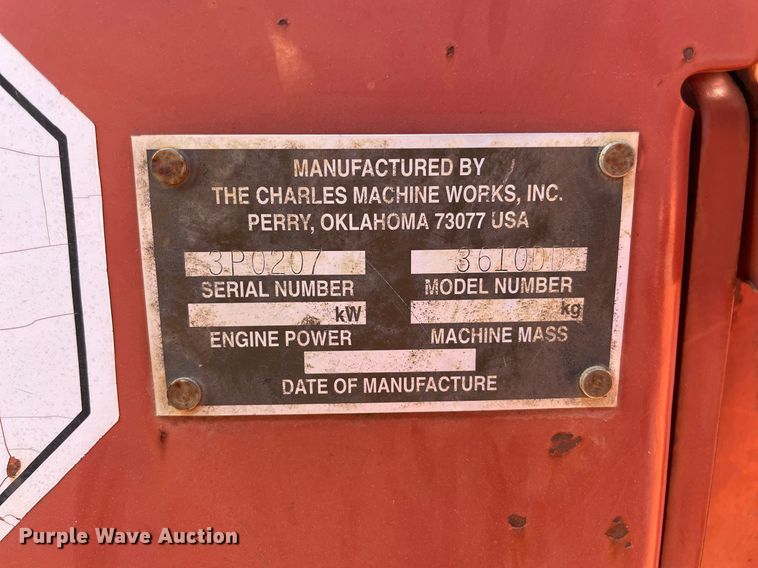 MANUFACTURED BY
THE CHARLES MACHINE WORKS, INC.
PERRY, OKLAHOMA 73077 USA
3P0207 3610DD
SERIAL NUMBER MODEL NUMBER
kW kg
ENGINE POWER MACHINE MASS
DATE OF MANUFACTURE
Purple Wave Auction